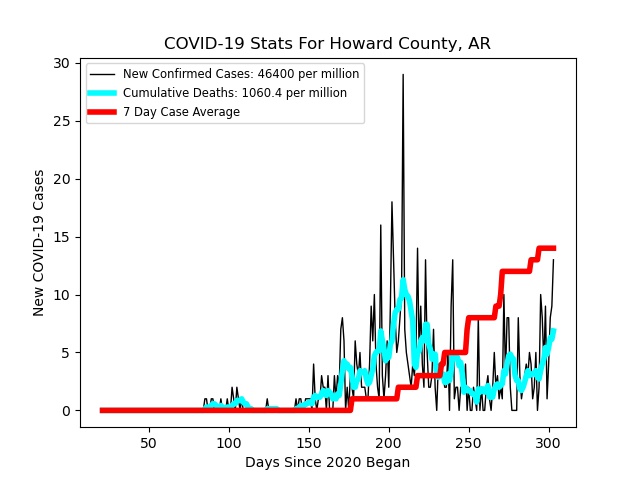 COVID-19 Stats For Howard County, AR
New Confirmed Cases: 46400 per million
Cumulative Deaths: 1060.4 per million
7 Day Case Average
30
25
20
15
10
5
0
New COVID-19 Cases
50 100 150 200 250 300
Days Since 2020 Began